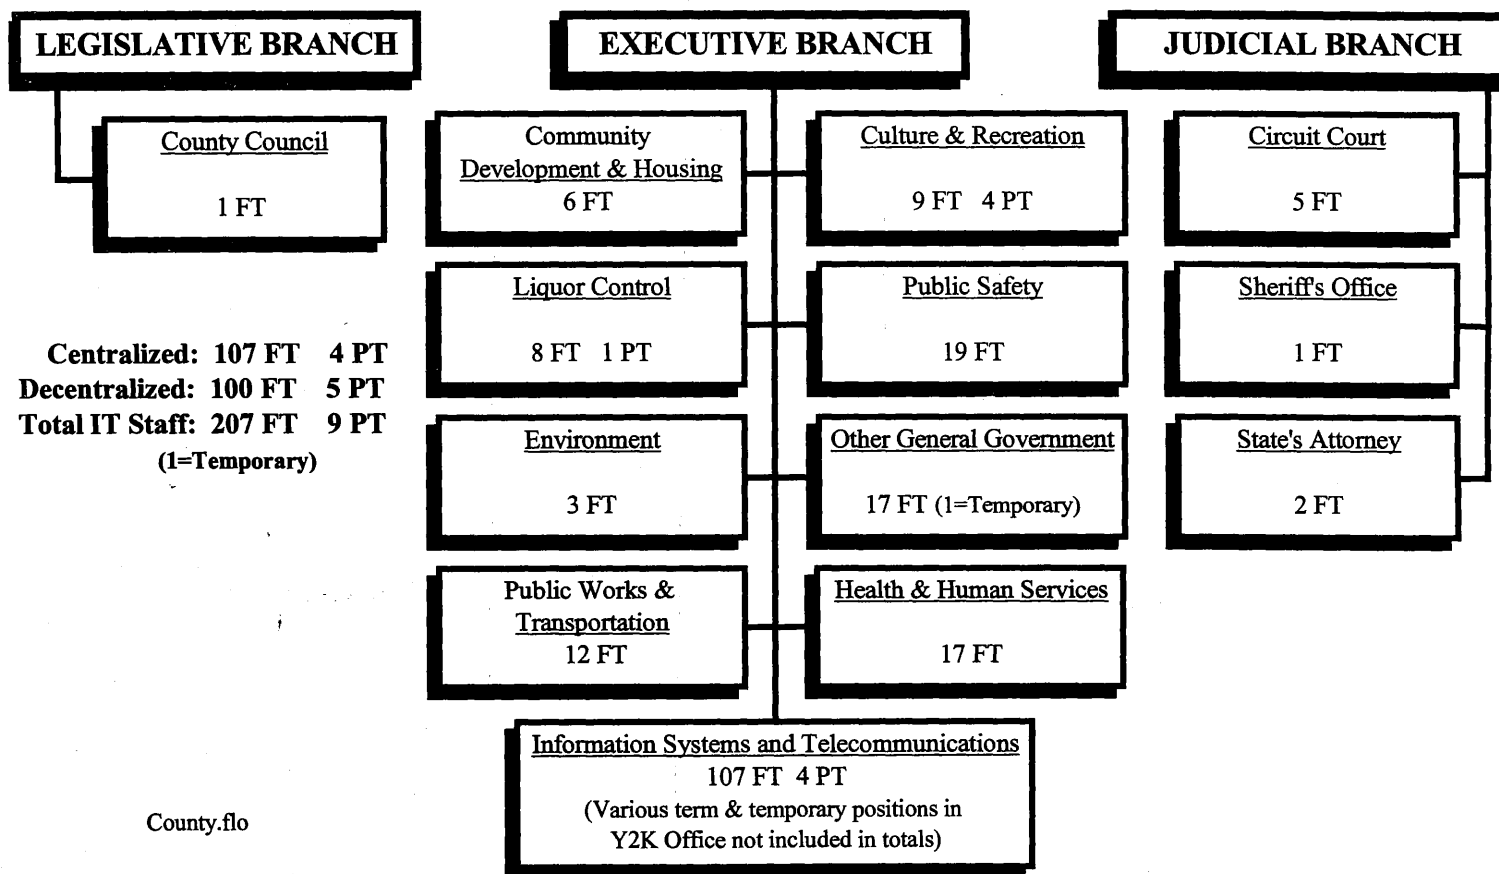 LEGISLATIVE BRANCH
EXECUTIVE BRANCH
JUDICIAL BRANCH
County Council
1 FT
Community
Development & Housing
6 FT
Culture & Recreation
9 FT 4 PT
Circuit Court
5 FT
Liquor Control
8 FT 1 PT
Public Safety
19 FT
Sheriff's Office
1 FT
Centralized: 107 FT 4 PT
Decentralized: 100 FT 5 PT
Total IT Staff: 207 FT 9 PT
(1=Temporary)
Environment
3 FT
Other General Government
17 FT (1=Temporary)
State's Attorney
2 FT
Public Works &
Transportation
12 FT
Health & Human Services
17 FT
Information Systems and Telecommunications
107 FT 4 PT
(Various term & temporary positions in
Y2K Office not included in totals)
County.flo